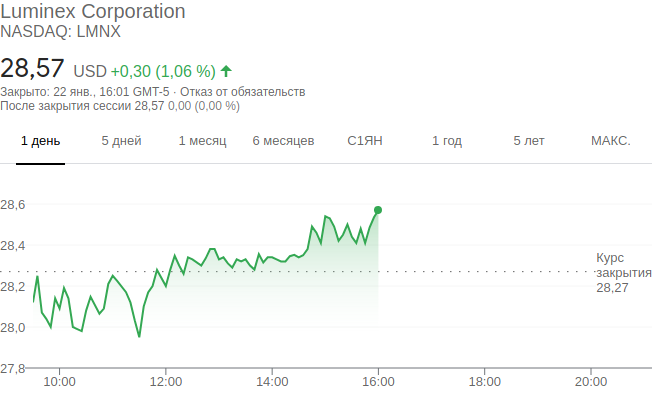 Luminex Corporation
NASDAQ: LMNX
28,57 USD +0,30 (1,06 %)
Закрыто: 22 янв., 16:01 GMT-5 · Отказ от обязательств
После закрытия сессии 28,57 0,00 (0,00 %)
1 день 5 дней 1 месяц 6 месяцев С1ЯН 1 год 5 лет МАКС.
28,6
28,4
Курс
закрытия
28,27
28,2
28,0
27,8
10:00 12:00 14:00 16:00 18:00 20:00